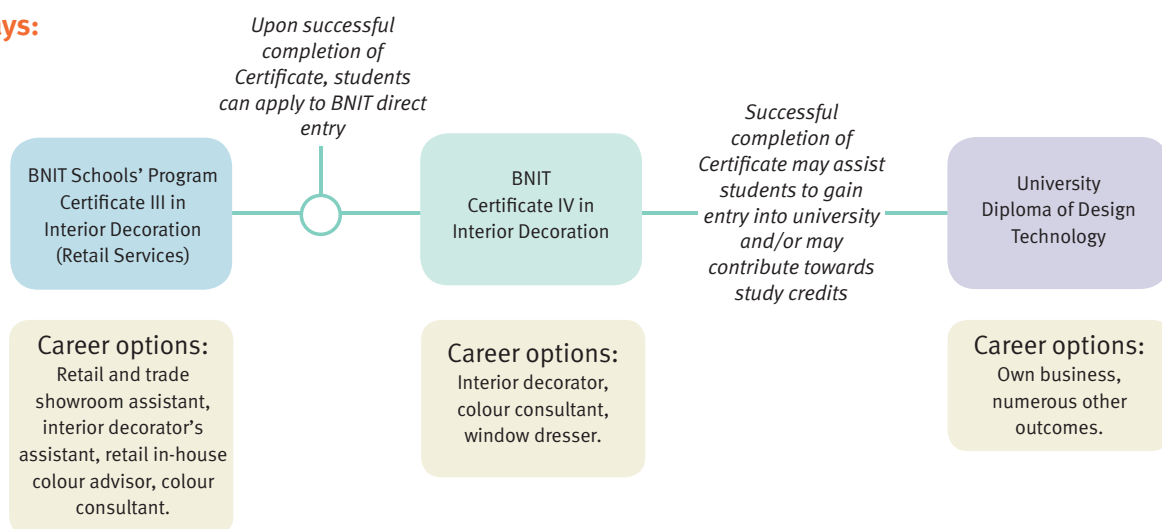 ays:
Upon successful
completion of
Certificate, students
can apply to BNIT direct
entry
BNIT Schools’ Program
Certificate III in
Interior Decoration
(Retail Services)
BNIT
Certificate IV in
Interior Decoration
Successful
completion of
Certificate may assist
students to gain
entry into university
and/or may
contribute towards
study credits
University
Diploma of Design
Technology
Career options:
Retail and trade
showroom assistant,
interior decorator’s
assistant, retail in-house
colour advisor, colour
consultant.
Career options:
Interior decorator,
colour consultant,
window dresser.
Career options:
Own business,
numerous other
outcomes.